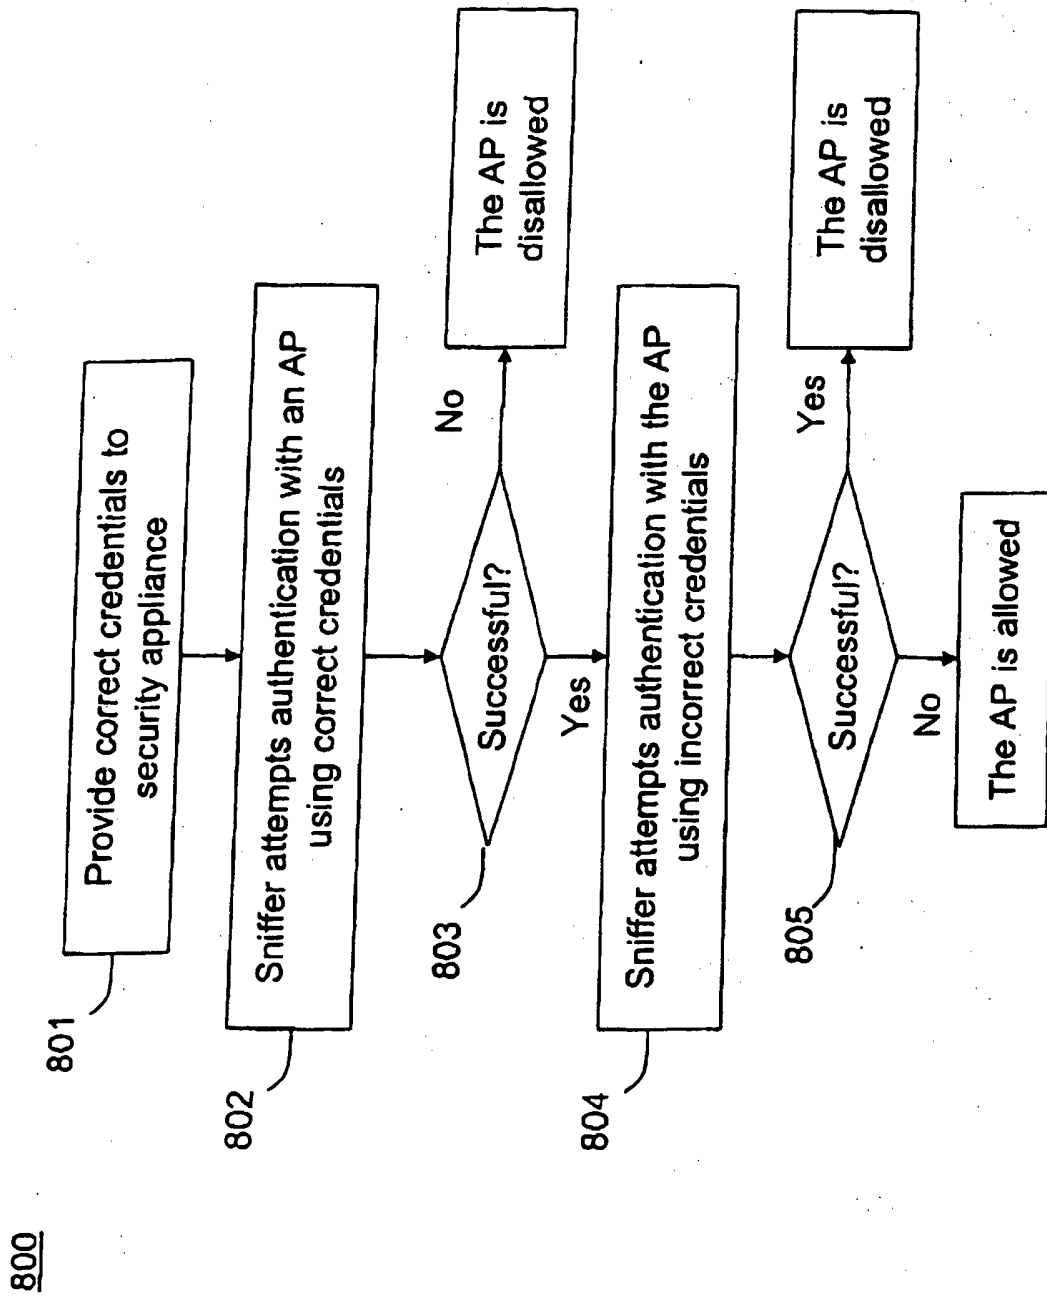 800
801
Provide correct credentials to
security appliance
802
Sniffer attempts authentication with an AP
using correct credentials
803
Successful?
No
The AP is
disallowed
Yes
804
Sniffer attempts authentication with the AP
using incorrect credentials
805
Successful?
Yes
The AP is
disallowed
No
The AP is allowed